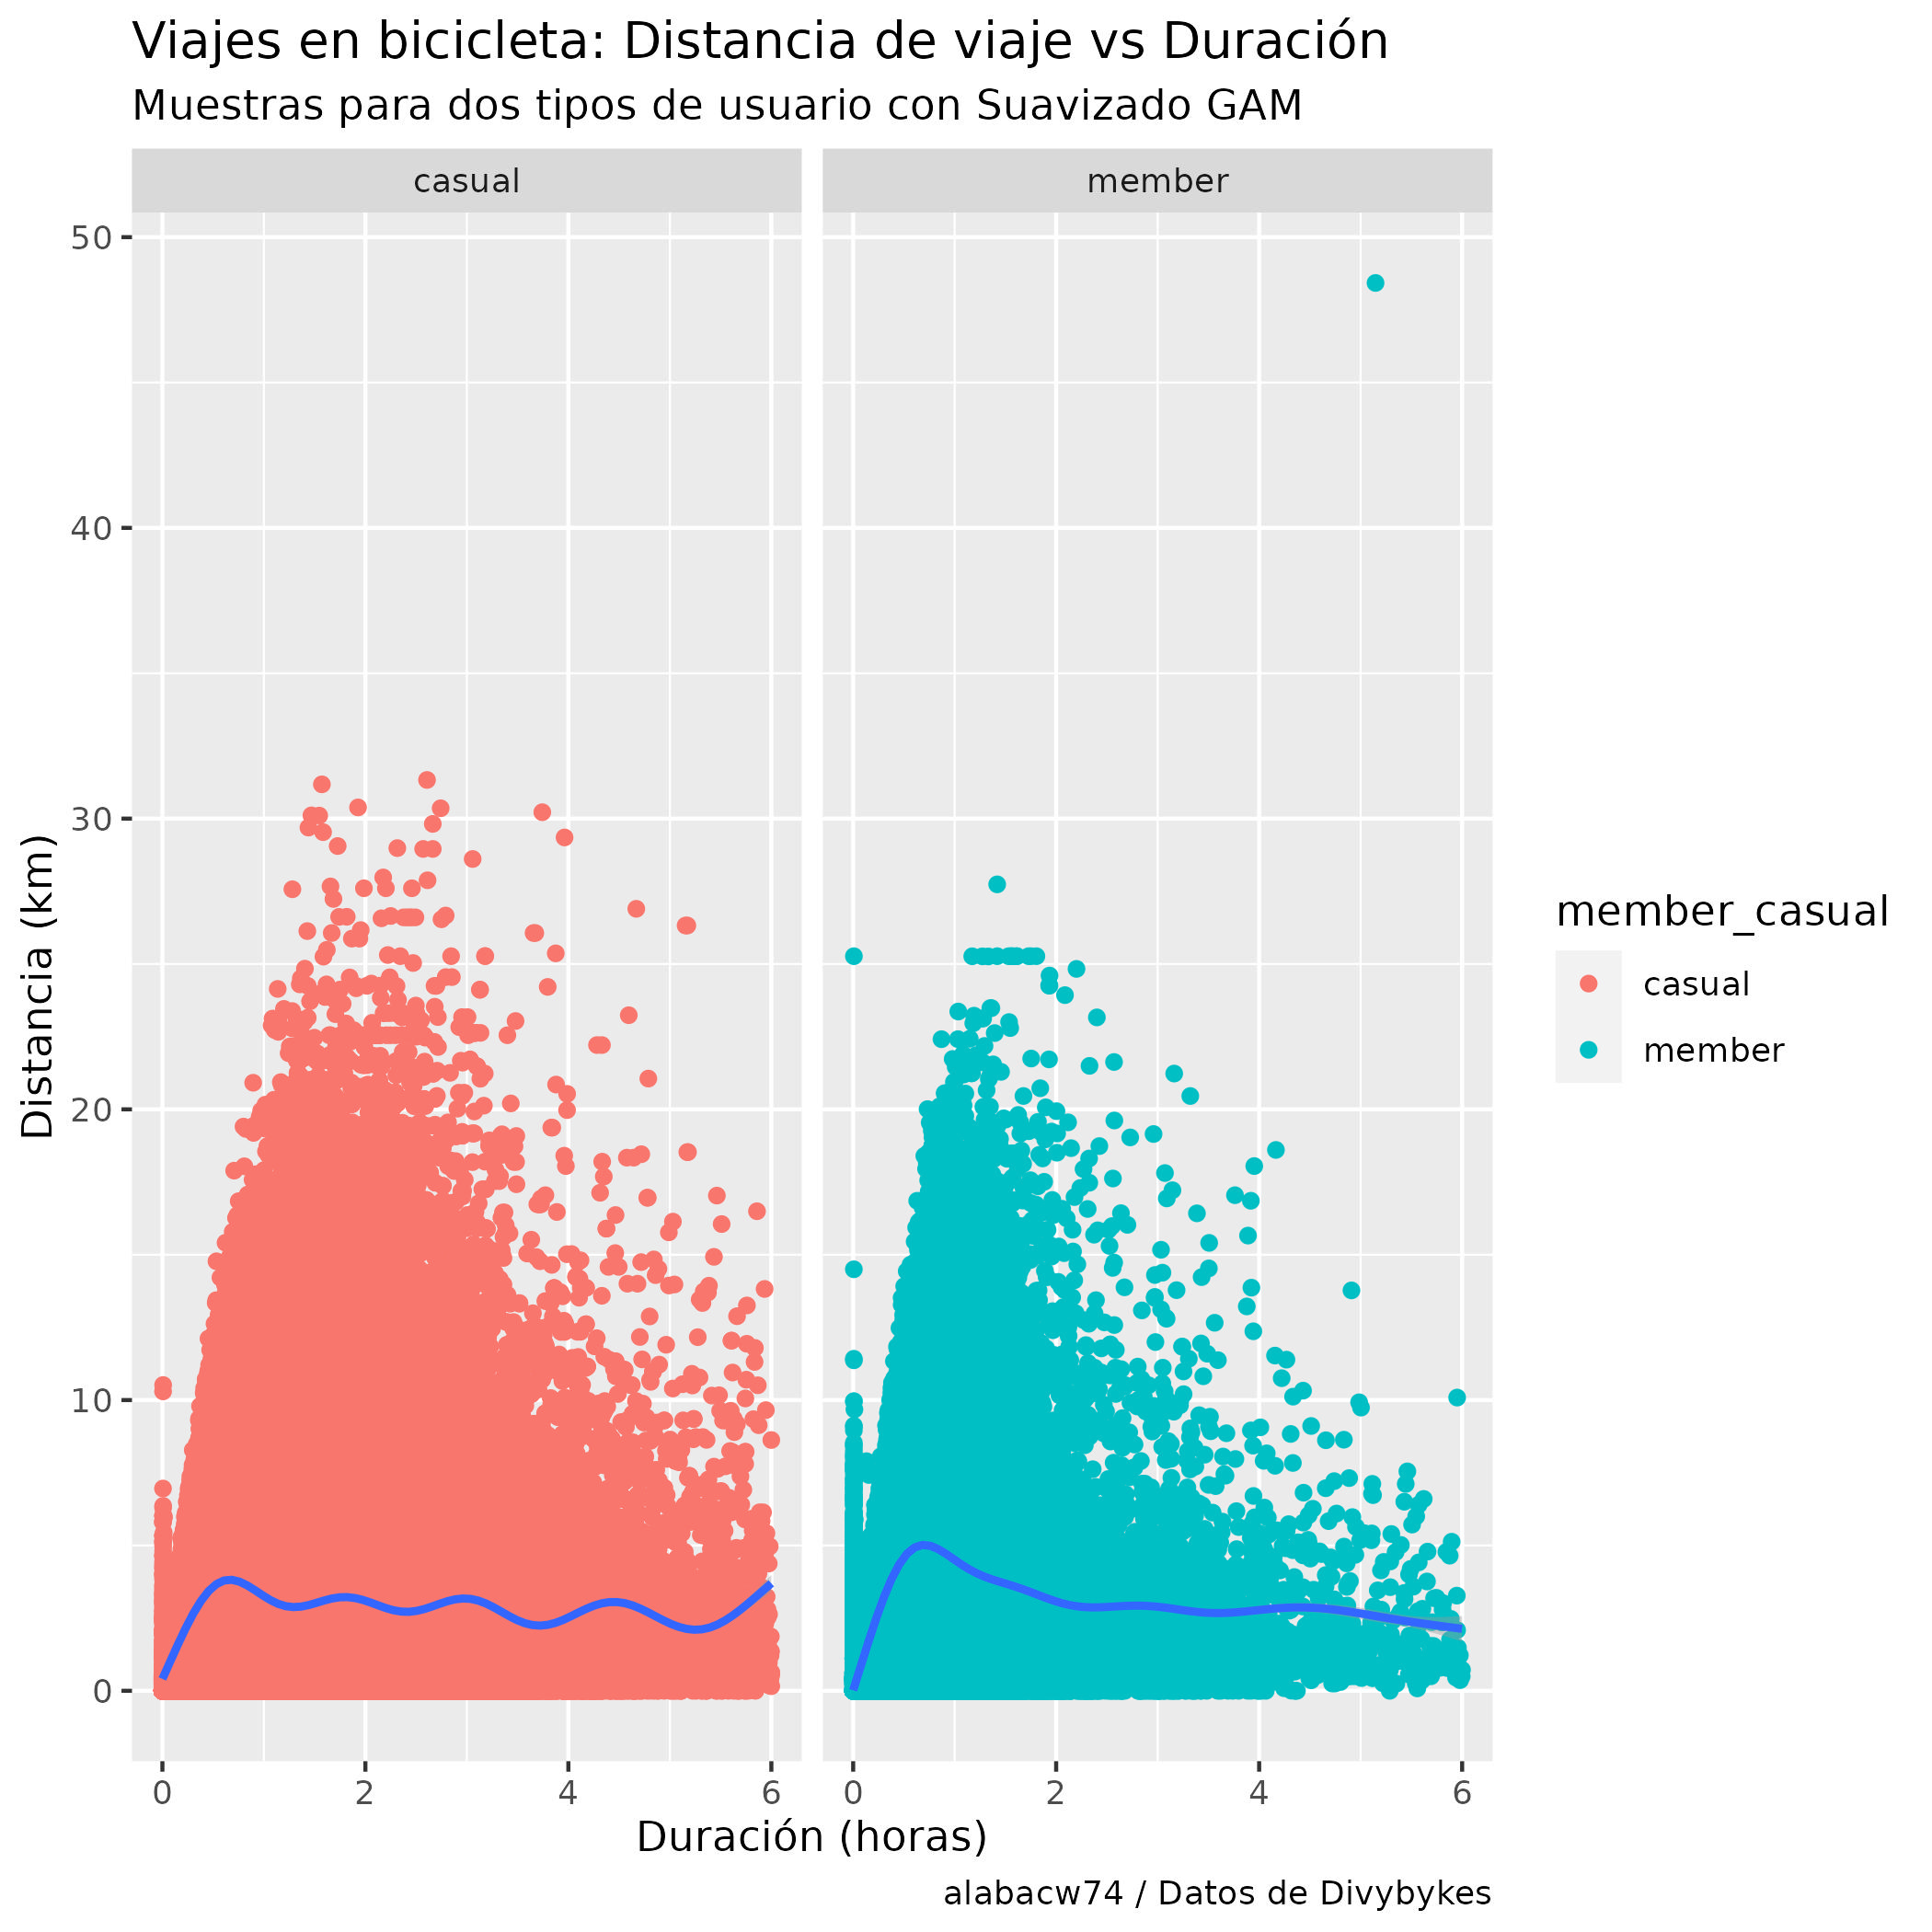 Viajes en bicicleta: Distancia de viaje vs Duración
Muestras para dos tipos de usuario con Suavizado GAM
casual
member
50
40
30
20
10
0
Distancia (km)
0 2 4 6
0 2 4 6
Duración (horas)
member_casual
casual
member
alabacw74 / Datos de Divybykes